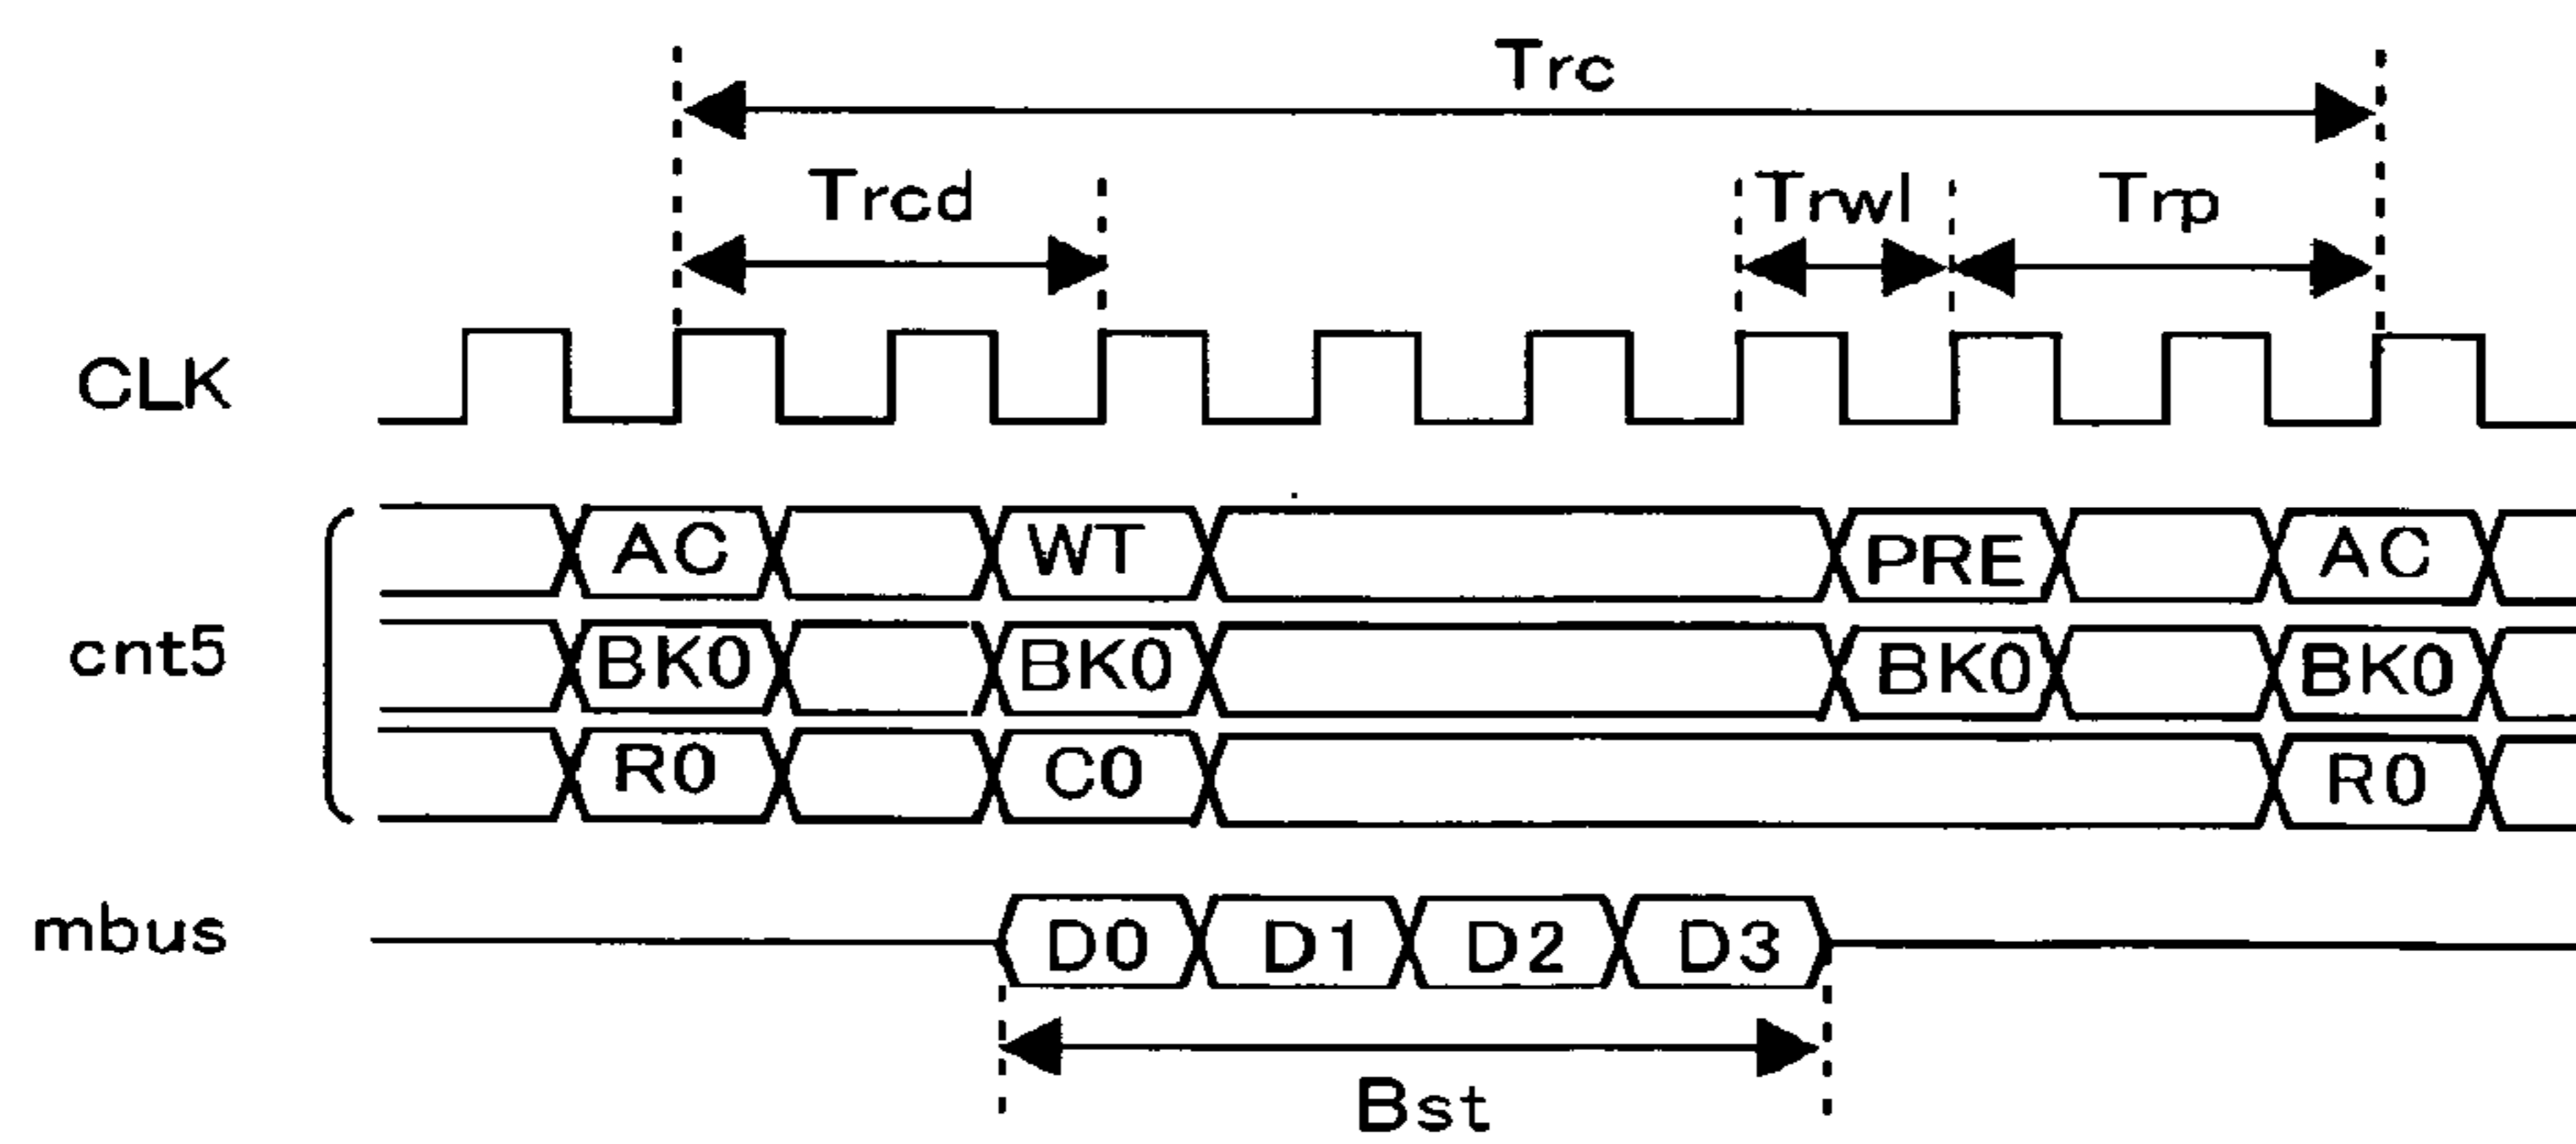 Trc
Trcd Trwl Trp
CLK
AC WT PRE AC
cnt5
BK0 BK0 BK0 BK0
R0 C0 R0
mbus
D0 D1 D2 D3
Bst